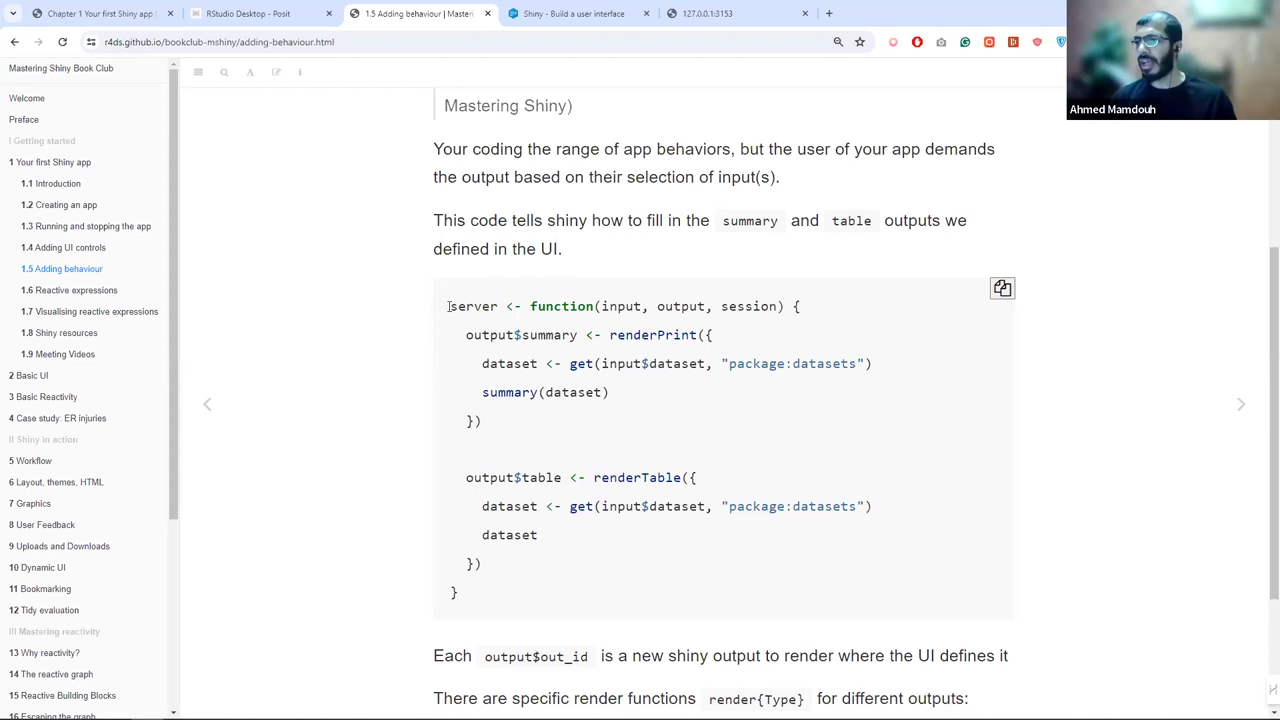 Chapter 1 Your first Shiny app
RStudio Desktop - Posit
1.5 Adding behaviour | Masteri
Shiny - Build a user interface
127.0.0.1:3153
r4ds.github.io/bookclub-mshiny/adding-behaviour.html
Ahmed Mamdouh
Mastering Shiny Book Club
Welcome
Preface
I Getting started
1 Your first Shiny app
1.1 Introduction
1.2 Creating an app
1.3 Running and stopping the app
1.4 Adding UI controls
1.5 Adding behaviour
1.6 Reactive expressions
1.7 Visualising reactive expressions
1.8 Shiny resources
1.9 Meeting Videos
2 Basic UI
3 Basic Reactivity
4 Case study: ER injuries
II Shiny in action
5 Workflow
6 Layout, themes, HTML
7 Graphics
8 User Feedback
9 Uploads and Downloads
10 Dynamic UI
11 Bookmarking
12 Tidy evaluation
III Mastering reactivity
13 Why reactivity?
14 The reactive graph
15 Reactive Building Blocks
16 Escaping the graph
Mastering Shiny)
Your coding the range of app behaviors, but the user of your app demands
the output based on their selection of input(s).
This code tells shiny how to fill in the summary and table outputs we
defined in the UI.
server <- function(input, output, session) {
output$summary <- renderPrint({
dataset <- get(input$dataset, "package:datasets")
summary(dataset)
})
output$table <- renderTable({
dataset <- get(input$dataset, "package:datasets")
dataset
})
}
Each output$out_id is a new shiny output to render where the UI defines it
There are specific render functions render{Type} for different outputs: